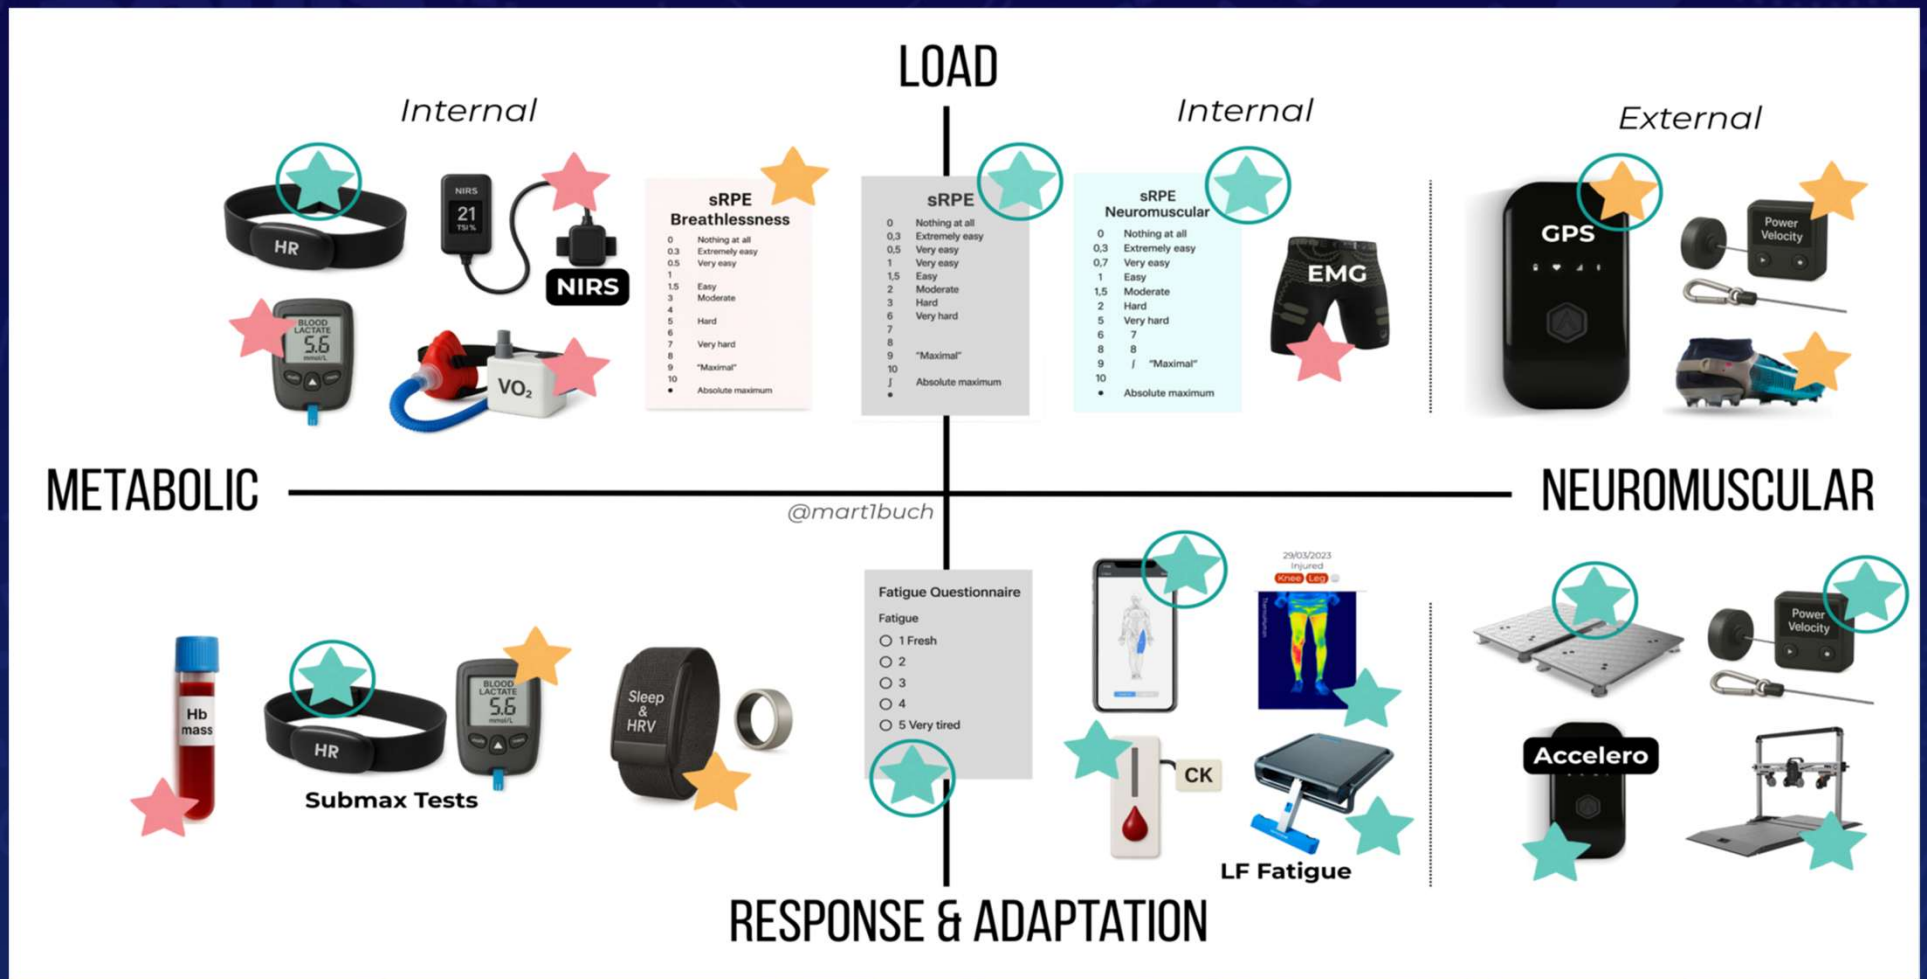 LOAD
Internal
Internal
External
HR
NIRS
21
TSI %
NIRS
BLOOD
LACTATE
5.6
mmol/L
VO₂
sRPE
Breathlessness
0 Nothing at all
0.3 Extremely easy
0.5 Very easy
1
1.5 Easy
3 Moderate
4
5 Hard
6
7 Very hard
8
9 "Maximal"
10
• Absolute maximum
sRPE
0 Nothing at all
0,3 Extremely easy
0,5 Very easy
1 Very easy
1,5 Easy
2 Moderate
3 Hard
6 Very hard
7
8
9 "Maximal"
10
∫ Absolute maximum
•
sRPE
Neuromuscular
0 Nothing at all
0,3 Extremely easy
0,7 Very easy
1 Easy
1,5 Moderate
2 Hard
5 Very hard
6 7
8 8
9 ∫ "Maximal"
10
• Absolute maximum
EMG
GPS
Power
Velocity
METABOLIC
NEUROMUSCULAR
@mart1buch
Hb
mass
HR
BLOOD
LACTATE
5.6
mmol/L
Submax Tests
Sleep
&
HRV
Fatigue Questionnaire
Fatigue
1 Fresh
2
3
4
5 Very tired
29/03/2023
Injured
Knee Leg
CK
LF Fatigue
Power
Velocity
Accelero
RESPONSE & ADAPTATION